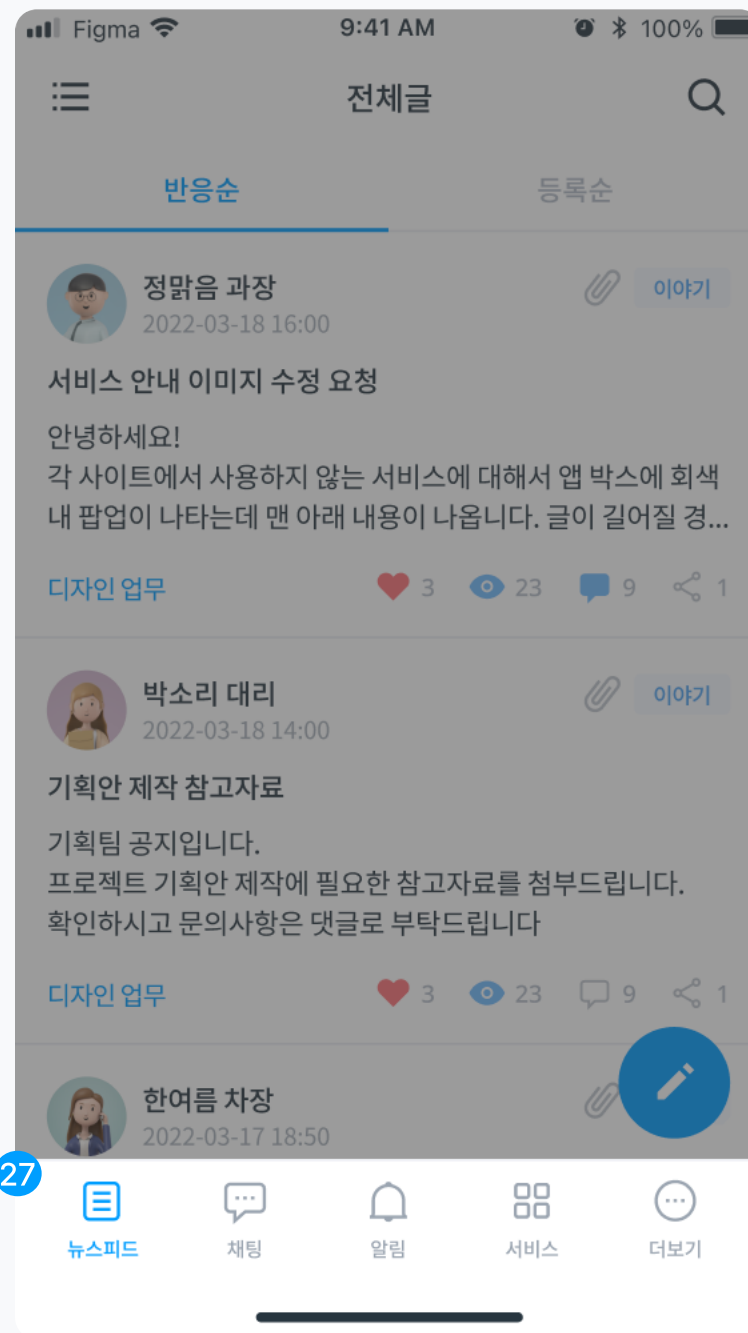 Figma 9:41 AM 100%
전체글
반응순 등록순
정맑음 과장 이야기
2022-03-18 16:00
서비스 안내 이미지 수정 요청
안녕하세요!
각 사이트에서 사용하지 않는 서비스에 대해서 앱 박스에 회색
내 팝업이 나타는데 맨 아래 내용이 나옵니다. 글이 길어질 경...
디자인 업무 3 23 9 1
박소리 대리 이야기
2022-03-18 14:00
기획안 제작 참고자료
기획팀 공지입니다.
프로젝트 기획안 제작에 필요한 참고자료를 첨부드립니다.
확인하시고 문의사항은 댓글로 부탁드립니다
디자인 업무 3 23 9 1
한여름 차장
2022-03-17 18:50
27
뉴스피드 채팅 알림 서비스 더보기